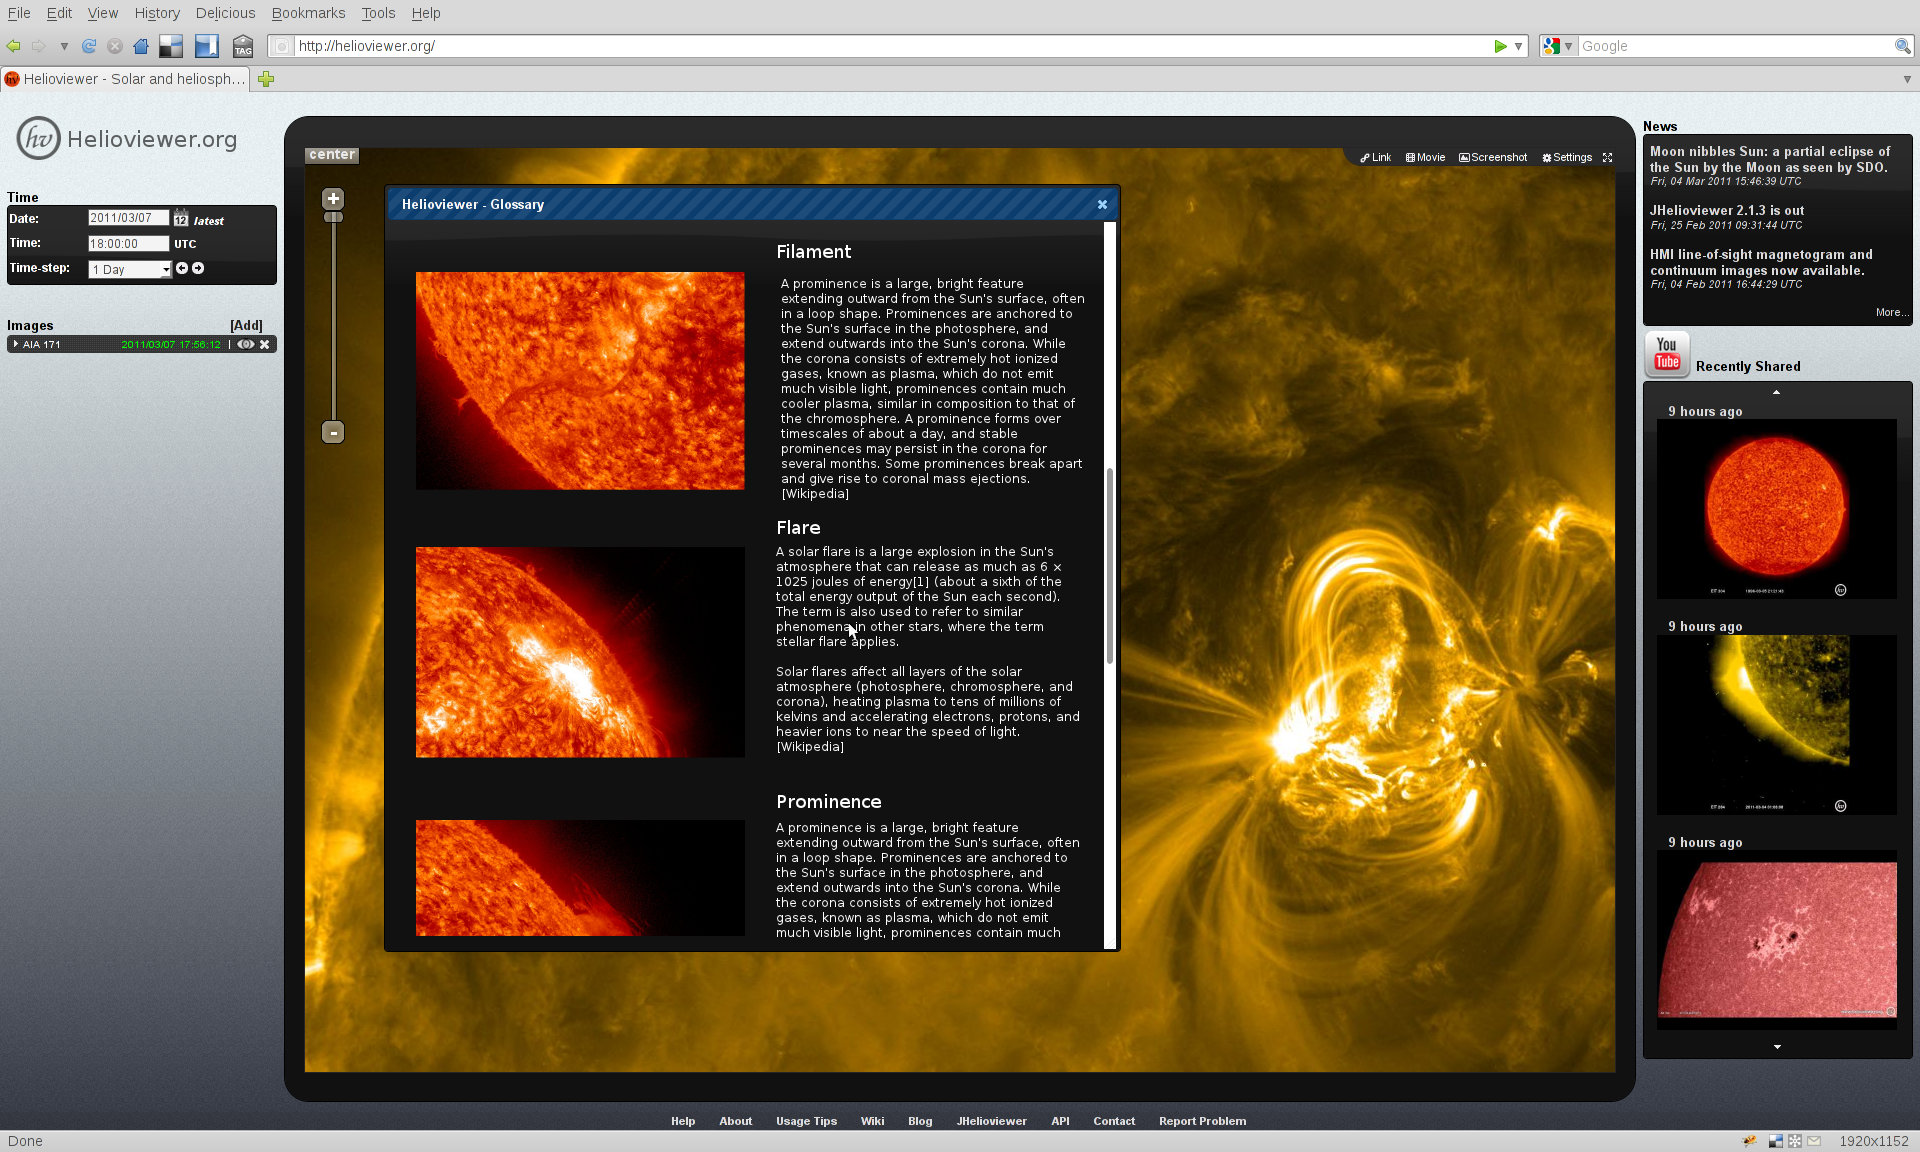 File Edit View History Delicious Bookmarks Tools Help
TAG
http://helioviewer.org/
Google
Helioviewer - Solar and heliosph...
hv Helioviewer.org
Time
Date: 2011/03/07 12 latest
Time: 18:00:00 UTC
Time-step: 1 Day
Images [Add]
AIA 171 2011/03/07 17:56:12 |
center
Link Movie Screenshot Settings
+
-
Helioviewer - Glossary
Filament
A prominence is a large, bright feature
extending outward from the Sun's surface, often
in a loop shape. Prominences are anchored to
the Sun's surface in the photosphere, and
extend outwards into the Sun's corona. While
the corona consists of extremely hot ionized
gases, known as plasma, which do not emit
much visible light, prominences contain much
cooler plasma, similar in composition to that of
the chromosphere. A prominence forms over
timescales of about a day, and stable
prominences may persist in the corona for
several months. Some prominences break apart
and give rise to coronal mass ejections.
[Wikipedia]
Flare
A solar flare is a large explosion in the Sun's
atmosphere that can release as much as 6 ×
1025 joules of energy[1] (about a sixth of the
total energy output of the Sun each second).
The term is also used to refer to similar
phenomena in other stars, where the term
stellar flare applies.
Solar flares affect all layers of the solar
atmosphere (photosphere, chromosphere, and
corona), heating plasma to tens of millions of
kelvins and accelerating electrons, protons, and
heavier ions to near the speed of light.
[Wikipedia]
Prominence
A prominence is a large, bright feature
extending outward from the Sun's surface, often
in a loop shape. Prominences are anchored to
the Sun's surface in the photosphere, and
extend outwards into the Sun's corona. While
the corona consists of extremely hot ionized
gases, known as plasma, which do not emit
much visible light, prominences contain much
News
Moon nibbles Sun: a partial eclipse of
the Sun by the Moon as seen by SDO.
Fri, 04 Mar 2011 15:46:39 UTC
JHelioviewer 2.1.3 is out
Fri, 25 Feb 2011 09:31:44 UTC
HMI line-of-sight magnetogram and
continuum images now available.
Fri, 04 Feb 2011 16:44:29 UTC
More...
You
Tube
Recently Shared
9 hours ago
9 hours ago
9 hours ago
Help About Usage Tips Wiki Blog JHelioviewer API Contact Report Problem
Done
1920x1152